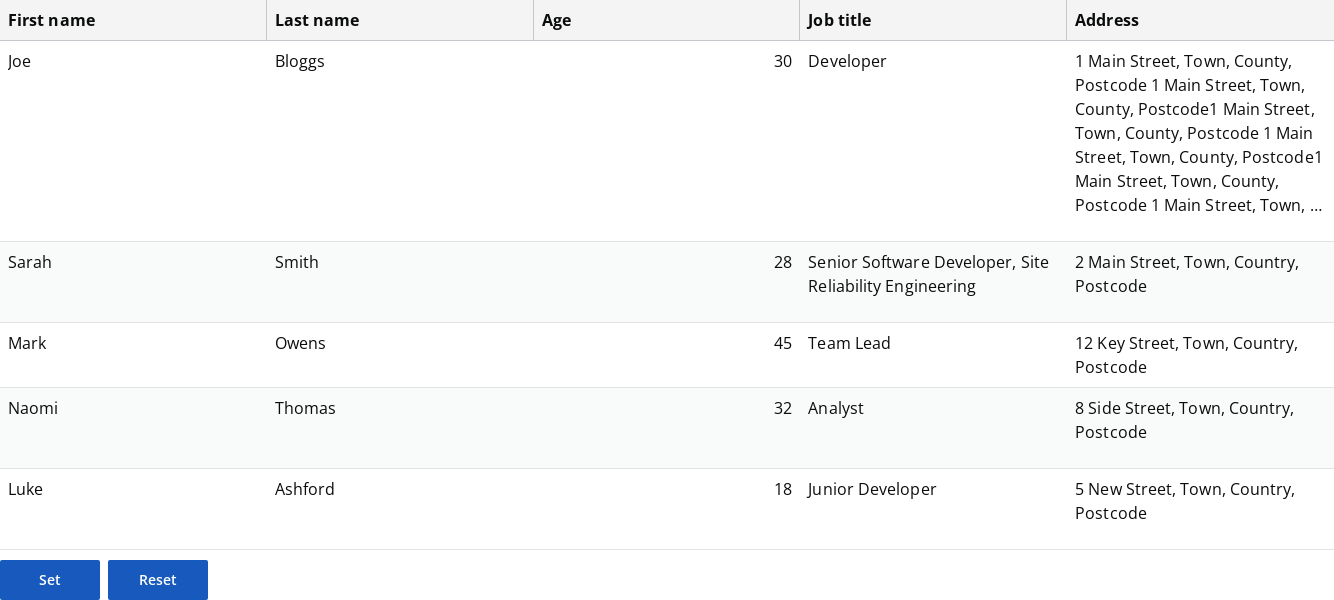 First name Last name Age Job title Address
Joe Bloggs 30 Developer 1 Main Street, Town, County,
Postcode 1 Main Street, Town,
County, Postcode1 Main Street,
Town, County, Postcode 1 Main
Street, Town, County, Postcode1
Main Street, Town, County,
Postcode 1 Main Street, Town, ...
Sarah Smith 28 Senior Software Developer, Site 2 Main Street, Town, Country,
Reliability Engineering Postcode
Mark Owens 45 Team Lead 12 Key Street, Town, Country,
Postcode
Naomi Thomas 32 Analyst 8 Side Street, Town, Country,
Postcode
Luke Ashford 18 Junior Developer 5 New Street, Town, Country,
Postcode
Set Reset